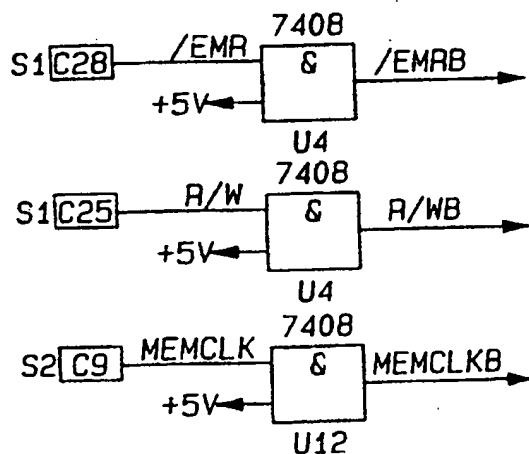 7408
S1 C28 /EMR & /EMRB
+5V
U4
7408
S1 C25 R/W & R/WB
+5V
U4
7408
S2 C9 MEMCLK & MEMCLKB
+5V
U12